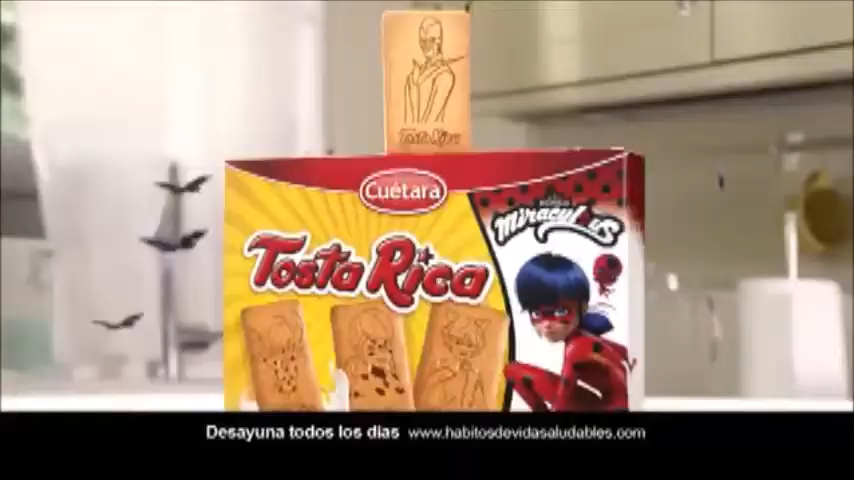 Tosta Rica
Cuétara
MIRACULOUS
Tosta Rica
Desayuna todos los días www.habitosdevidasaludables.com